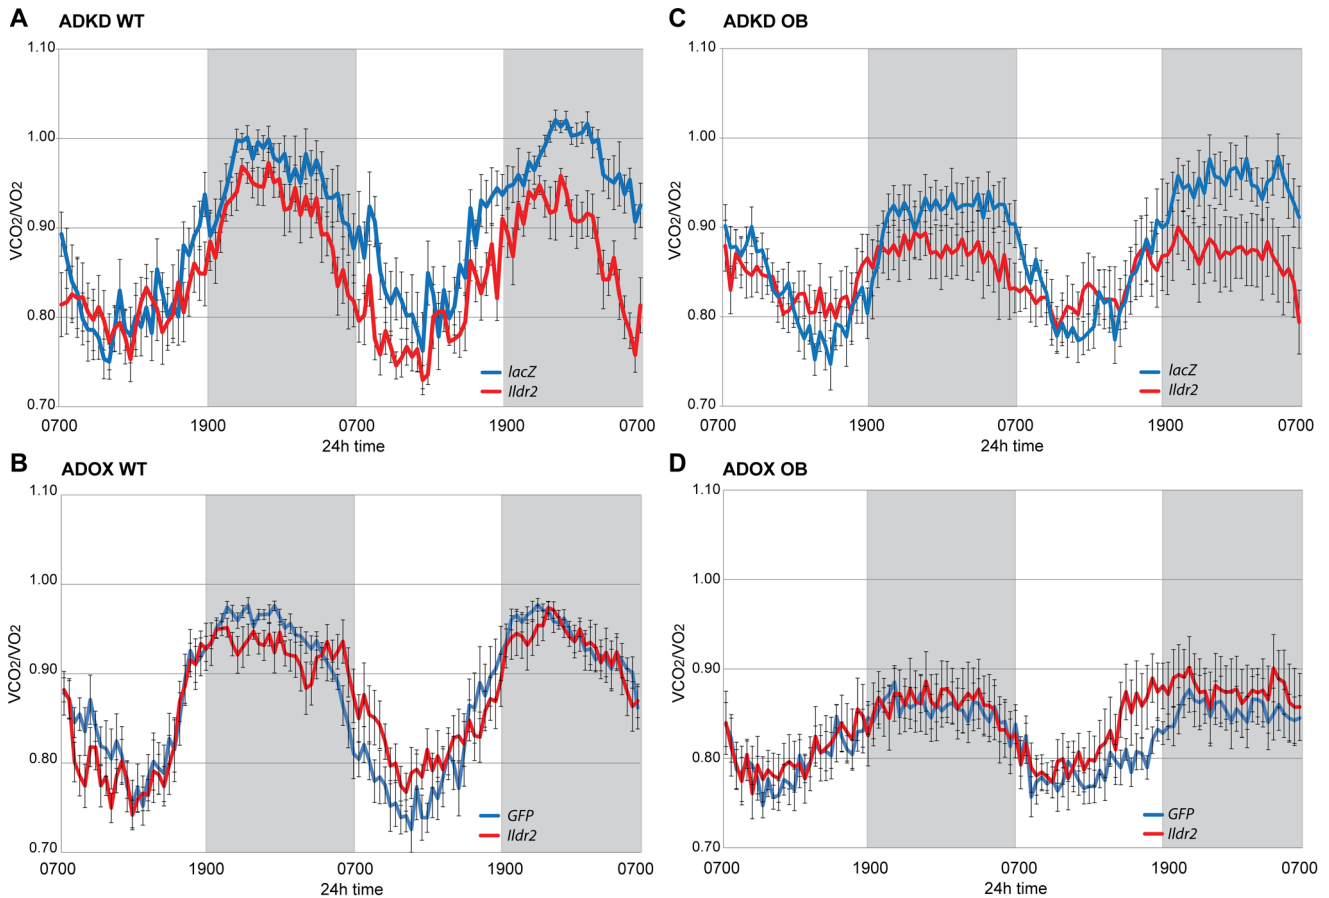 A ADKD WT
1.10
1.00
0.90
0.80
0.70
VCO2/VO2
lacZ
Ildr2
0700 1900 0700 1900 0700
24h time
C ADKD OB
1.10
1.00
0.90
0.80
0.70
VCO2/VO2
lacZ
Ildr2
0700 1900 0700 1900 0700
24h time
B ADOX WT
1.10
1.00
0.90
0.80
0.70
VCO2/VO2
GFP
Ildr2
0700 1900 0700 1900 0700
24h time
D ADOX OB
1.10
1.00
0.90
0.80
0.70
VCO2/VO2
GFP
Ildr2
0700 1900 0700 1900 0700
24h time